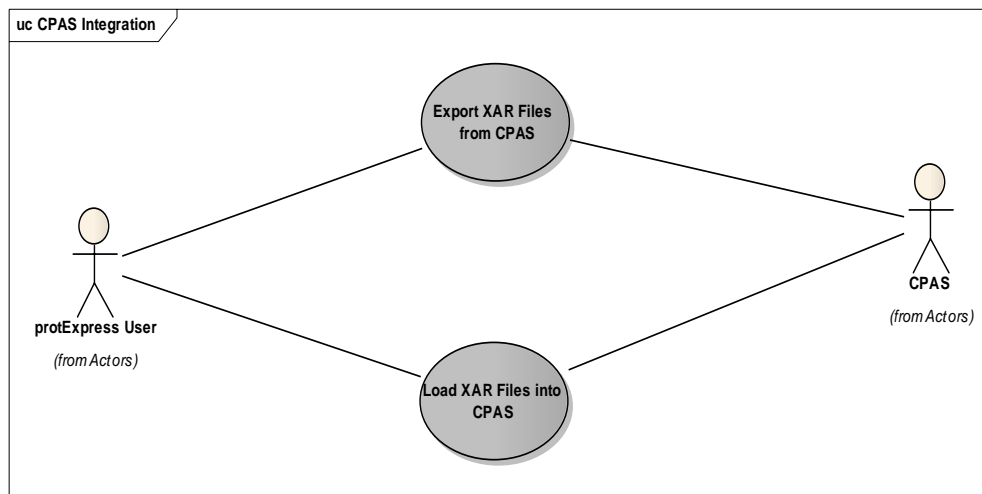 uc CPAS Integration
Export XAR Files
from CPAS
protExpress User
(from Actors)
CPAS
(from Actors)
Load XAR Files into
CPAS